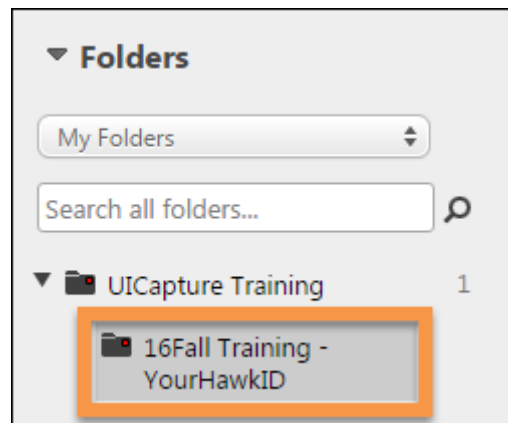 Folders
My Folders
Search all folders...
UICapture Training 1
16Fall Training -
YourHawkID